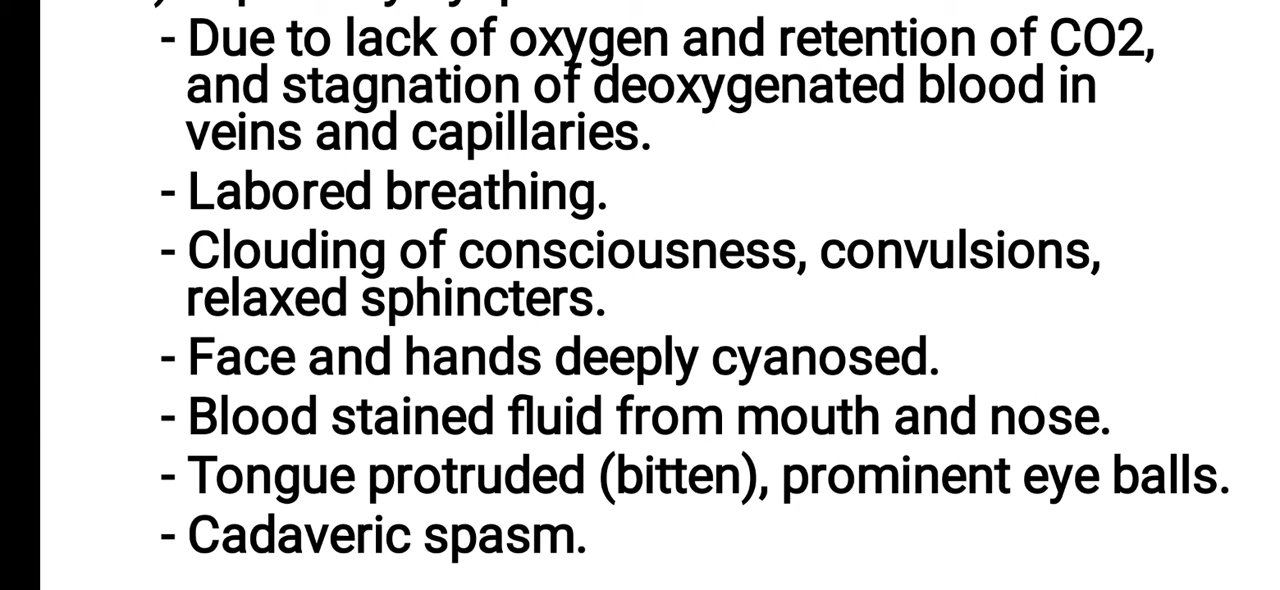 - Due to lack of oxygen and retention of CO2,
and stagnation of deoxygenated blood in
veins and capillaries.
- Labored breathing.
- Clouding of consciousness, convulsions,
relaxed sphincters.
- Face and hands deeply cyanosed.
- Blood stained fluid from mouth and nose.
- Tongue protruded (bitten), prominent eye balls.
- Cadaveric spasm.